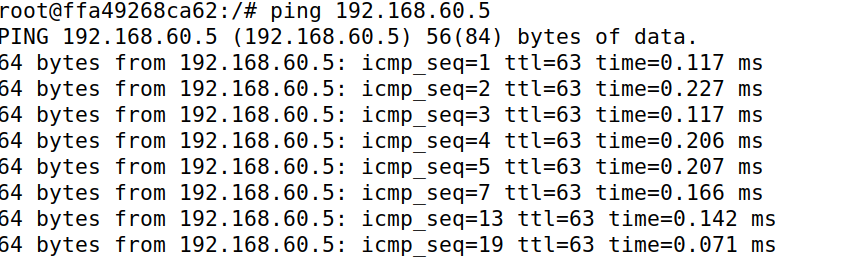 root@ffa49268ca62:/# ping 192.168.60.5
PING 192.168.60.5 (192.168.60.5) 56(84) bytes of data.
64 bytes from 192.168.60.5: icmp_seq=1 ttl=63 time=0.117 ms
64 bytes from 192.168.60.5: icmp_seq=2 ttl=63 time=0.227 ms
64 bytes from 192.168.60.5: icmp_seq=3 ttl=63 time=0.117 ms
64 bytes from 192.168.60.5: icmp_seq=4 ttl=63 time=0.206 ms
64 bytes from 192.168.60.5: icmp_seq=5 ttl=63 time=0.207 ms
64 bytes from 192.168.60.5: icmp_seq=7 ttl=63 time=0.166 ms
64 bytes from 192.168.60.5: icmp_seq=13 ttl=63 time=0.142 ms
64 bytes from 192.168.60.5: icmp_seq=19 ttl=63 time=0.071 ms